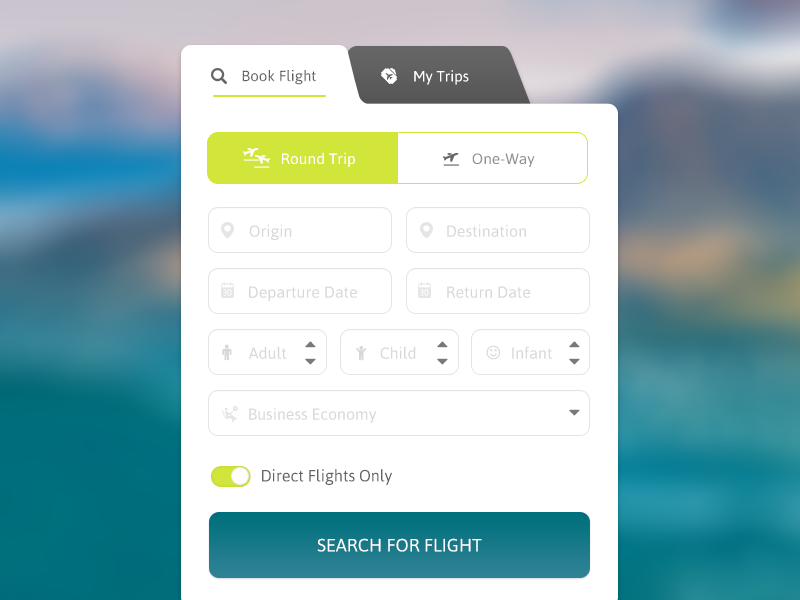 Book Flight
My Trips
Round Trip
One-Way
Origin
Destination
Departure Date
Return Date
Adult
Child
Infant
Business Economy
Direct Flights Only
SEARCH FOR FLIGHT